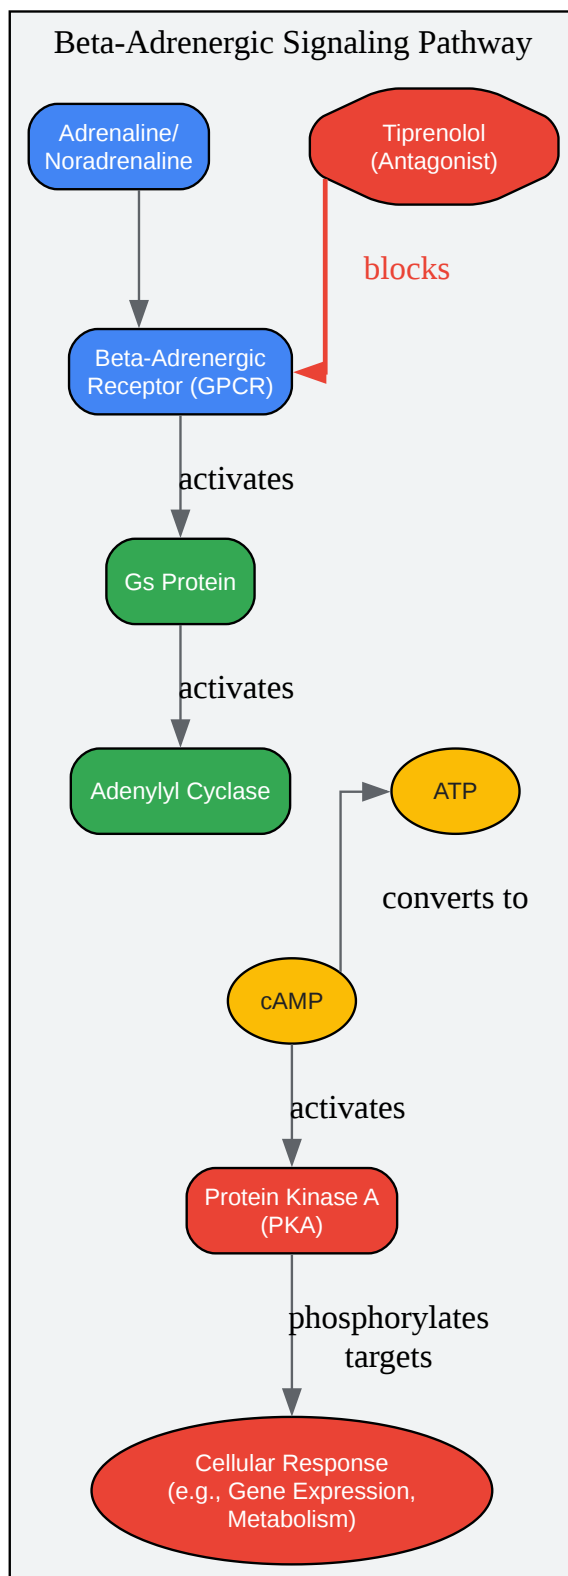 Beta-Adrenergic Signaling Pathway
Adrenaline/
Noradrenaline
Tiprenolol
(Antagonist)
blocks
Beta-Adrenergic
Receptor (GPCR)
activates
Gs Protein
activates
Adenylyl Cyclase
ATP
converts to
cAMP
activates
Protein Kinase A
(PKA)
phosphorylates
targets
Cellular Response
(e.g., Gene Expression,
Metabolism)